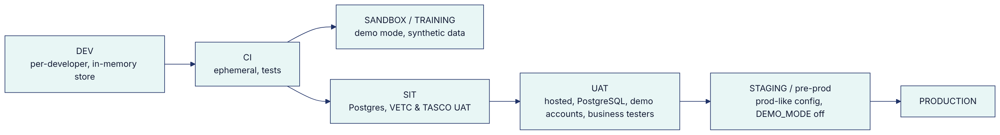 DEV
per-developer, in-memory
store
CI
ephemeral, tests
SANDBOX / TRAINING
demo mode, synthetic data
SIT
Postgres, VETC & TASCO UAT
UAT
hosted, PostgreSQL, demo
accounts, business testers
STAGING / pre-prod
prod-like config,
DEMO_MODE off
PRODUCTION